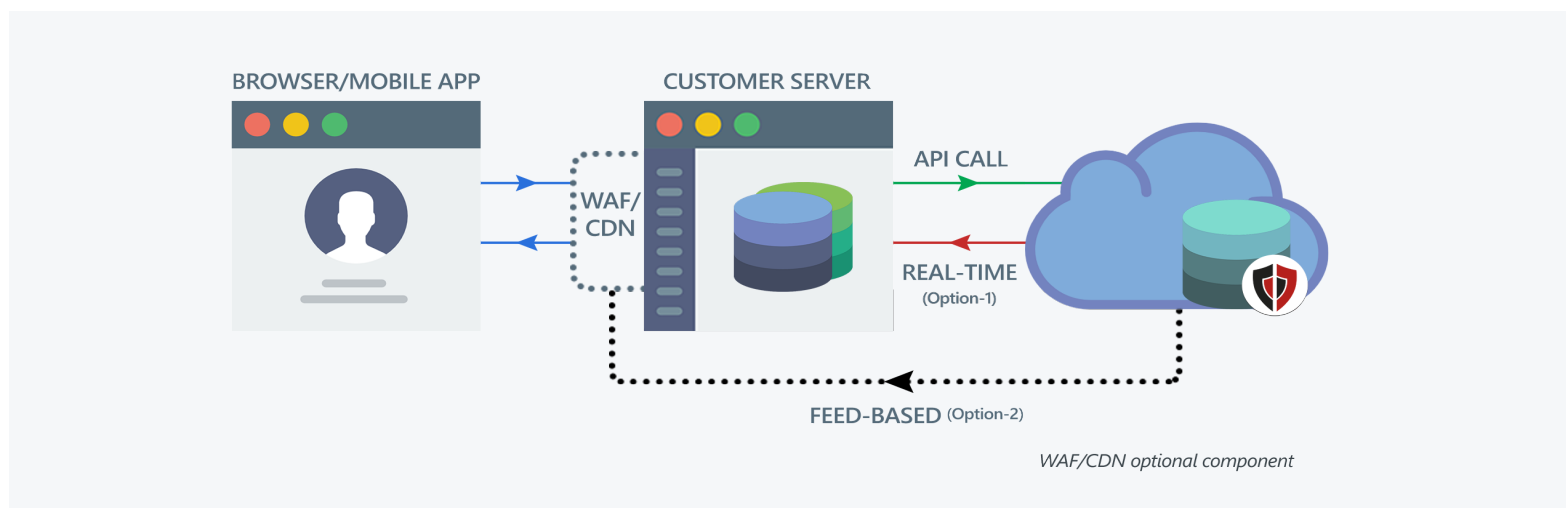 BROWSER/MOBILE APP
CUSTOMER SERVER
WAF/
CDN
API CALL
REAL-TIME
(Option-1)
FEED-BASED (Option-2)
WAF/CDN optional component